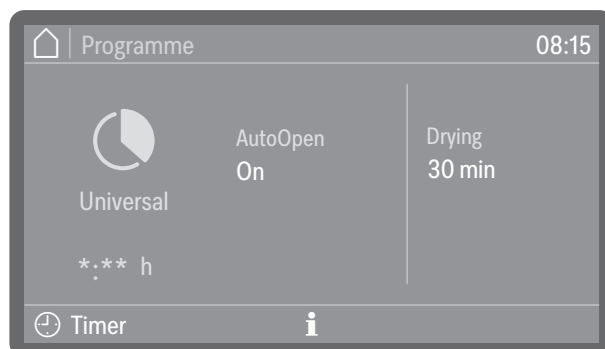 Programme 08:15
AutoOpen Drying
On 30 min
Universal
*:** h
Timer i